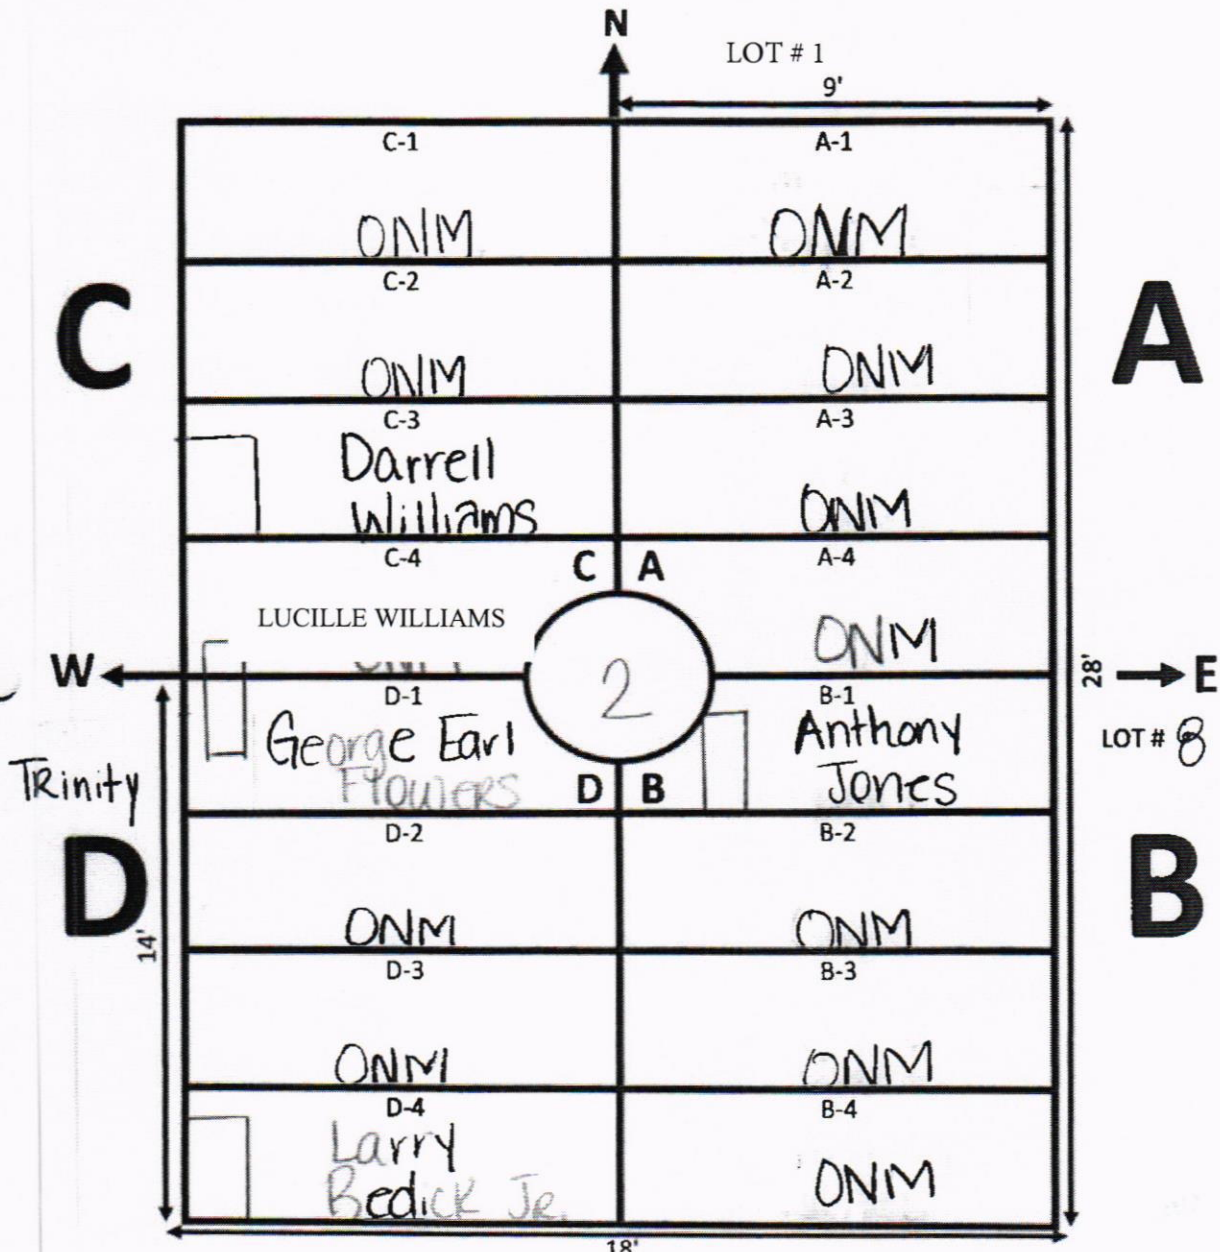 N
LOT # 1
9'
C-1
A-1
ONM
ONM
C-2
A-2
C
A
ONM
ONM
C-3
A-3
Darrell
Williams
ONM
C-4
C A
A-4
LUCILLE WILLIAMS
ONM
W
2
28'
E
D-1
B-1
George Earl
Flowers
Anthony
Jones
LOT # 8
Trinity
D B
D-2
B-2
D
B
14'
ONM
ONM
D-3
B-3
ONM
ONM
D-4
B-4
Larry
Bedick Jr.
ONM
18'